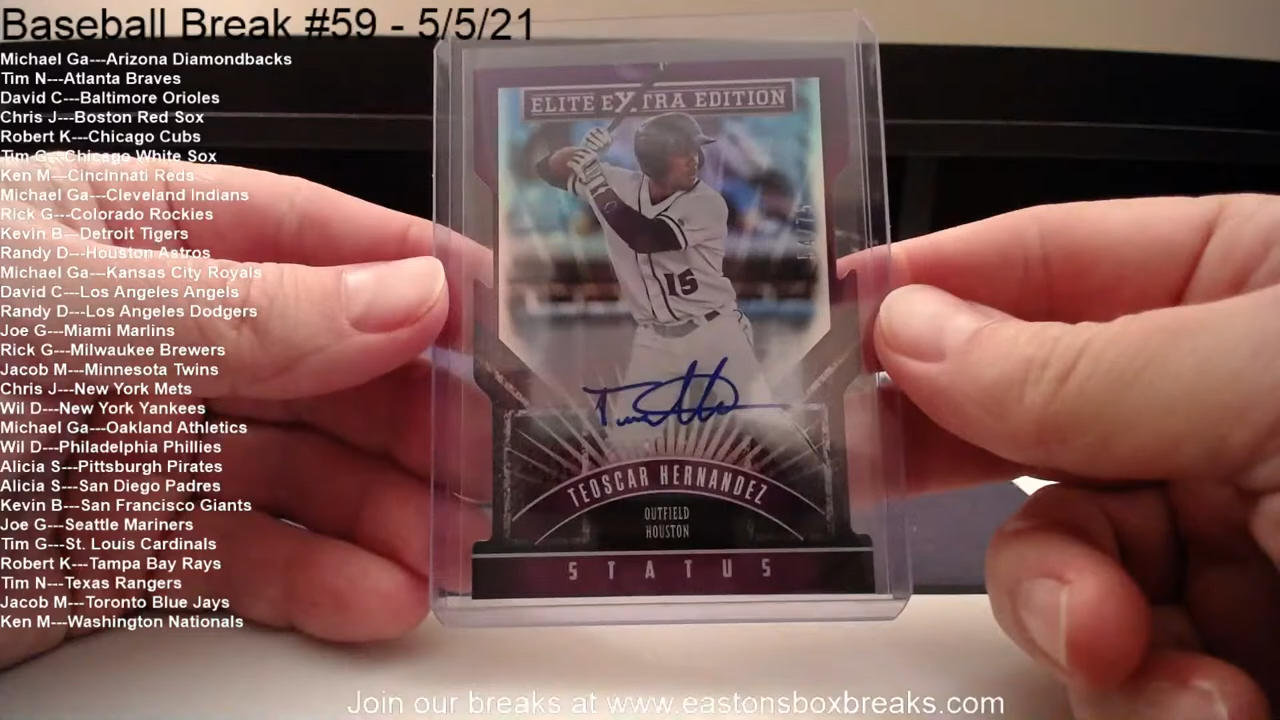 Baseball Break #59 - 5/5/21
Michael Ga---Arizona Diamondbacks
Tim N---Atlanta Braves
David C---Baltimore Orioles
Chris J---Boston Red Sox
Robert K---Chicago Cubs
Tim G---Chicago White Sox
Ken M---Cincinnati Reds
Michael Ga---Cleveland Indians
Rick G---Colorado Rockies
Kevin B---Detroit Tigers
Randy D---Houston Astros
Michael Ga---Kansas City Royals
David C---Los Angeles Angels
Randy D---Los Angeles Dodgers
Joe G---Miami Marlins
Rick G---Milwaukee Brewers
Jacob M---Minnesota Twins
Chris J---New York Mets
Wil D---New York Yankees
Michael Ga---Oakland Athletics
Wil D---Philadelphia Phillies
Alicia S---Pittsburgh Pirates
Alicia S---San Diego Padres
Kevin B---San Francisco Giants
Joe G---Seattle Mariners
Tim G---St. Louis Cardinals
Robert K---Tampa Bay Rays
Tim N---Texas Rangers
Jacob M---Toronto Blue Jays
Ken M---Washington Nationals
ELITE EXTRA EDITION
15
TEOSCAR HERNANDEZ
OUTFIELD
HOUSTON
STATUS
Join our breaks at www.eastonsboxbreaks.com